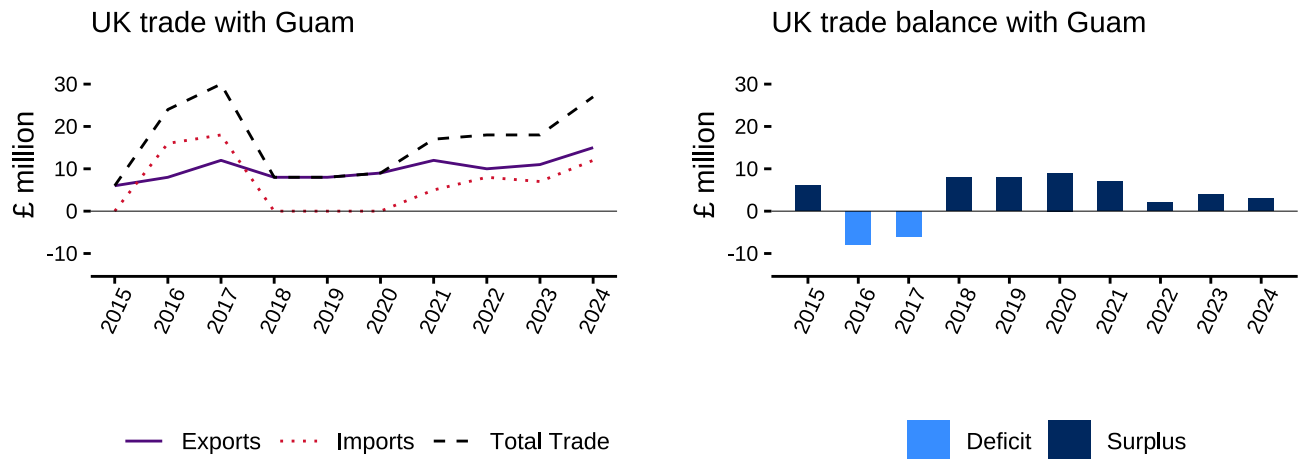 UK trade with Guam
£ million
30
20
10
0
-10
2015 2016 2017 2018 2019 2020 2021 2022 2023 2024
Exports Imports Total Trade
UK trade balance with Guam
£ million
30
20
10
0
-10
2015 2016 2017 2018 2019 2020 2021 2022 2023 2024
Deficit Surplus